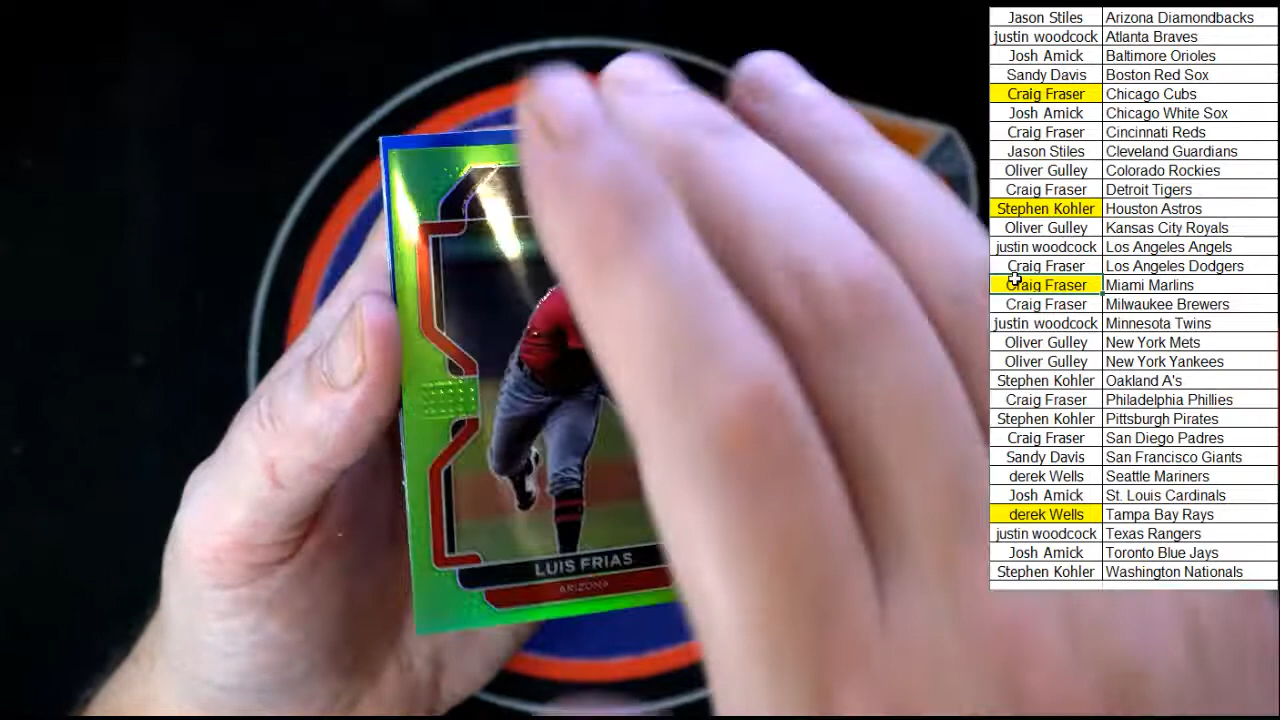 LUIS FRIAS
ARIZONA
Jason Stiles Arizona Diamondbacks
justin woodcock Atlanta Braves
Josh Amick Baltimore Orioles
Sandy Davis Boston Red Sox
Craig Fraser Chicago Cubs
Josh Amick Chicago White Sox
Craig Fraser Cincinnati Reds
Jason Stiles Cleveland Guardians
Oliver Gulley Colorado Rockies
Craig Fraser Detroit Tigers
Stephen Kohler Houston Astros
Oliver Gulley Kansas City Royals
justin woodcock Los Angeles Angels
Craig Fraser Los Angeles Dodgers
Craig Fraser Miami Marlins
Craig Fraser Milwaukee Brewers
justin woodcock Minnesota Twins
Oliver Gulley New York Mets
Oliver Gulley New York Yankees
Stephen Kohler Oakland A's
Craig Fraser Philadelphia Phillies
Stephen Kohler Pittsburgh Pirates
Craig Fraser San Diego Padres
Sandy Davis San Francisco Giants
derek Wells Seattle Mariners
Josh Amick St. Louis Cardinals
derek Wells Tampa Bay Rays
justin woodcock Texas Rangers
Josh Amick Toronto Blue Jays
Stephen Kohler Washington Nationals